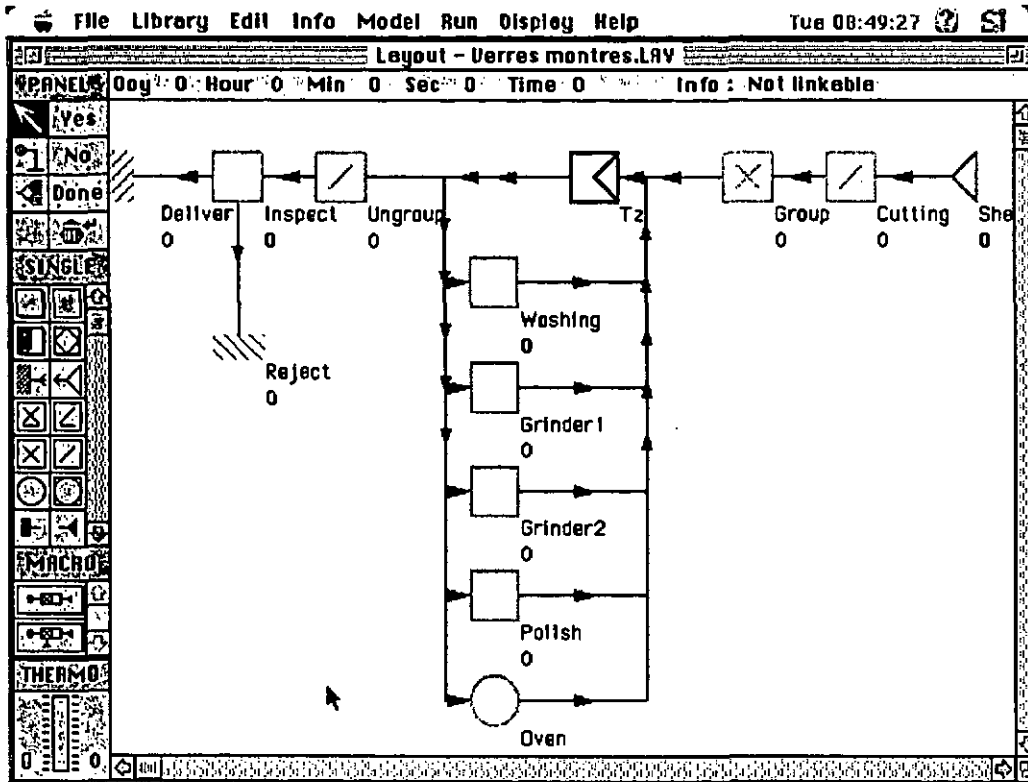 File Library Edit Info Model Run Display Help Tue 08:49:27
Layout - Verres montres.LAY
PANEL Day 0 Hour 0 Min 0 Sec 0 Time 0 Info : Not linkable
Yes
No
Done
SINGLE
MACRO
THERMO
0 0
Deliver Inspect Ungroup Tz Group Cutting She
0 0 0 0 0 0
Reject
0
Washing
0
Grinder1
0
Grinder2
0
Polish
0
Oven